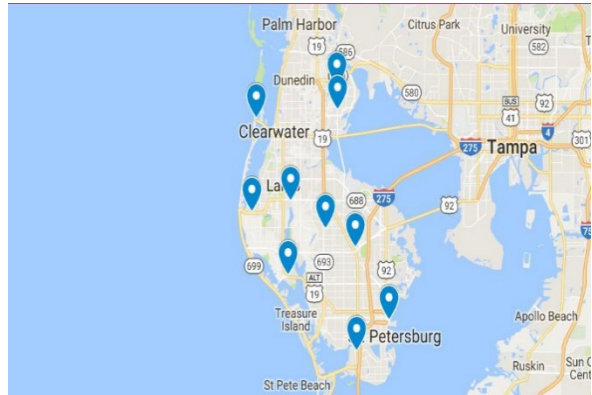 Palm Harbor
Citrus Park
University
19
586
582
Dunedin
580
BUS
92
41
4
Clearwater
19
275
Tampa
301
La
688
275
92
75
699
693
92
ALT
19
Treasure
Island
Apollo Beach
Petersburg
Ruskin
Sun C
Cent
St Pete Beach